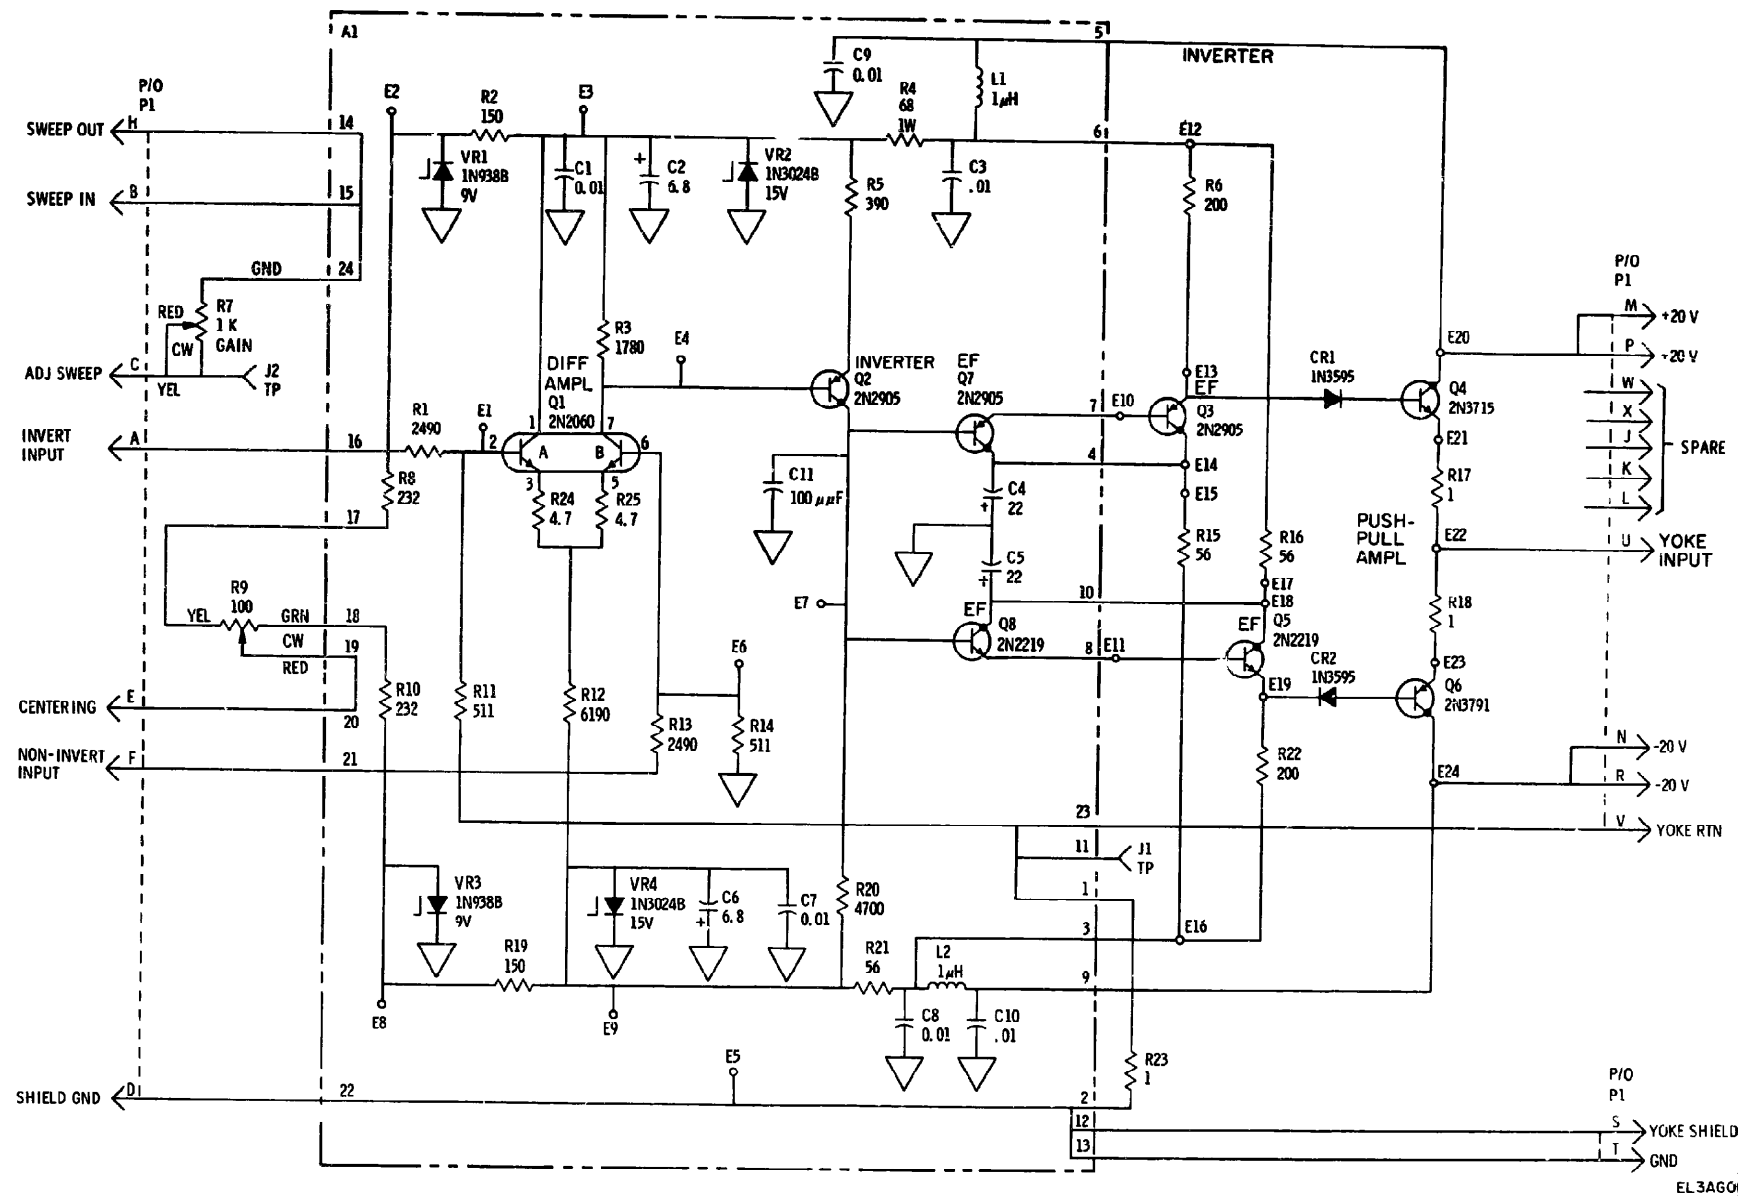 A1
5
INVERTER
P/O
P1
SWEEP OUT H 14
SWEEP IN B 15
GND 24
RED
R7
1 K
GAIN
CW
ADJ SWEEP C
YEL
J2
TP
INVERT
INPUT
A 16
R1
2490
E1
2
E2
R2
150
E3
VR1
1N938B
9V
C1
0.01
C2
6.8
+
VR2
1N3024B
15V
C9
0.01
R4
68
1W
L1
1μH
6
E12
C3
.01
R5
390
R6
200
R3
1780
E4
DIFF
AMPL
Q1
2N2060
1
7
A
B
6
3
5
R24
4.7
R25
4.7
INVERTER
Q2
2N2905
EF
Q7
2N2905
7
E10
E13
EF
Q3
2N2905
4
E14
E15
CR1
1N3595
Q4
2N3715
E20
E21
R17
1
PUSH-
PULL
AMPL
E22
R18
1
E23
P/O
P1
M +20 V
P +20 V
W
X
J
K
L
SPARE
U YOKE
INPUT
R8
232
17
C11
100 μμF
C4
+ 22
C5
+ 22
R15
56
R16
56
E17
E18
10
E7
EF
Q8
2N2219
8
E11
EF
Q5
2N2219
E19
CR2
1N3595
Q6
2N3791
R9
100
YEL
GRN
18
CW
19
RED
CENTERING E
20
R10
232
R11
511
R12
6190
E6
R13
2490
R14
511
NON-INVERT
INPUT
F 21
R22
200
N -20 V
E24
R -20 V
23
V YOKE RTN
11
J1
TP
1
VR3
1N938B
9V
VR4
1N3024B
15V
C6
6.8
+
C7
0.01
R20
4700
R19
150
R21
56
L2
1μH
3
E16
9
E8
E9
C8
0.01
C10
.01
E5
R23
1
SHIELD GND D 22
2
12
13
P/O
P1
S YOKE SHIELD
T GND